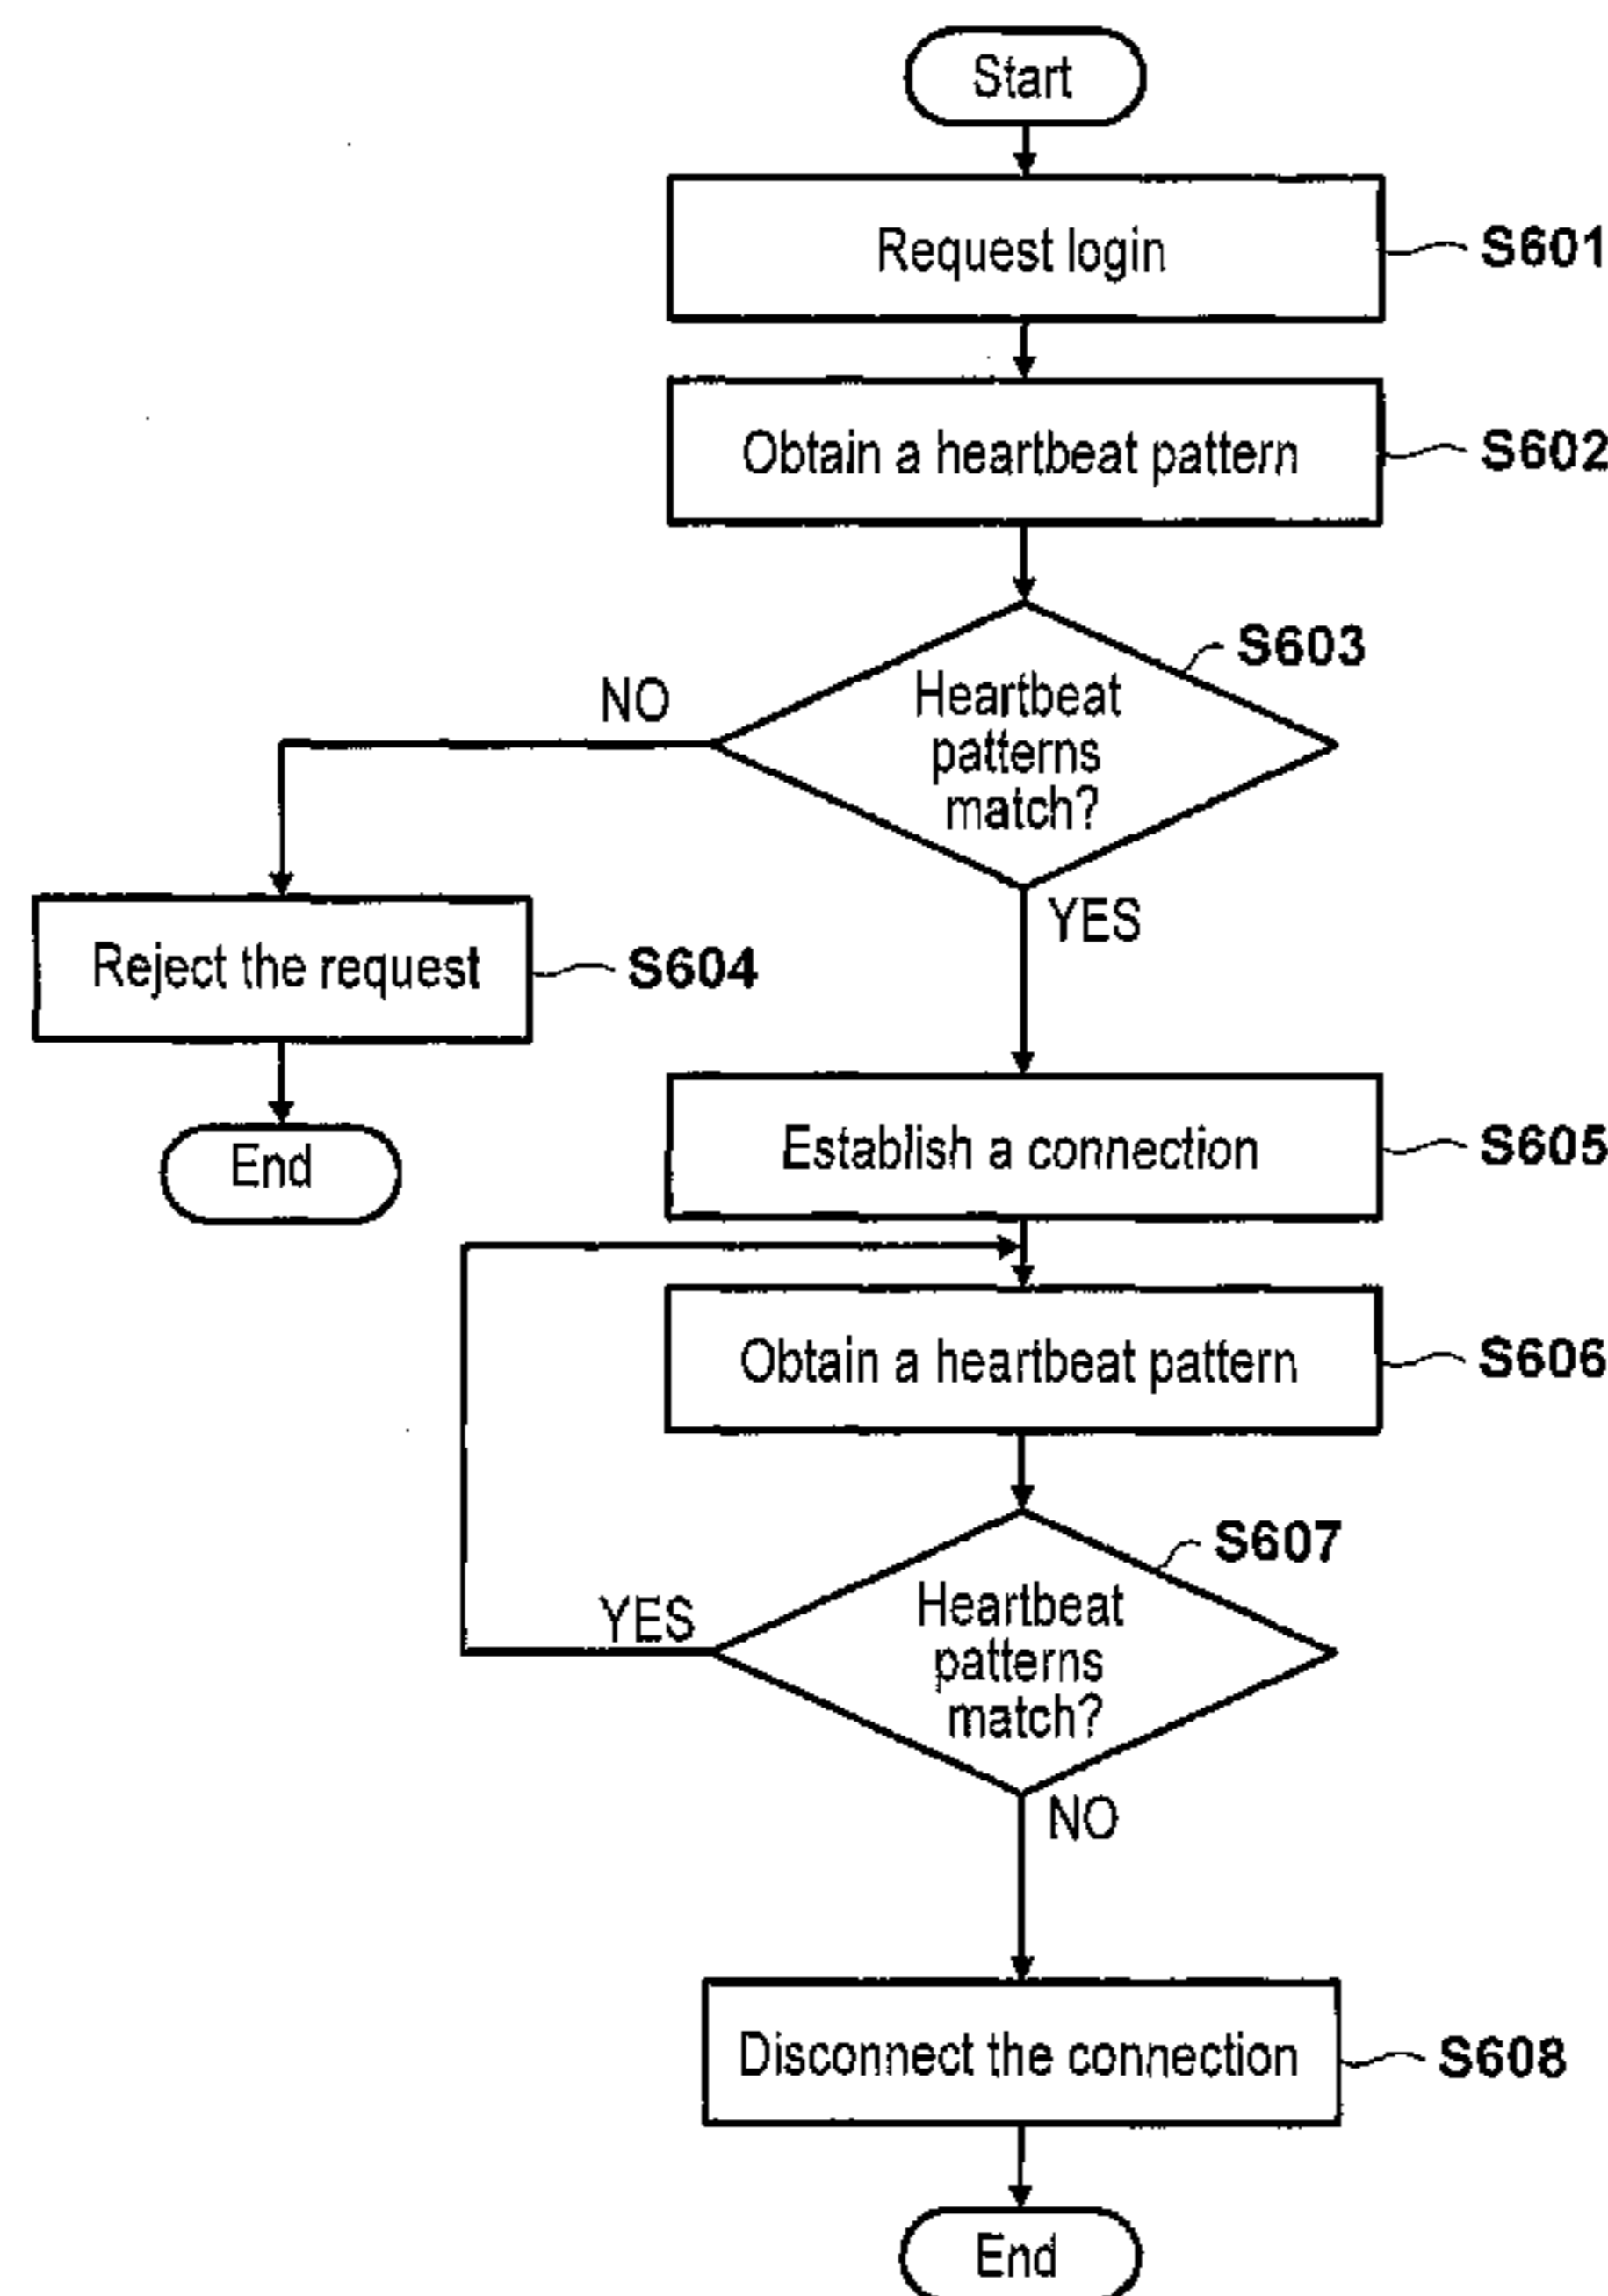 Start
Request login
S601
Obtain a heartbeat pattern
S602
S603
Heartbeat
patterns
match?
NO
YES
Reject the request
S604
End
Establish a connection
S605
Obtain a heartbeat pattern
S606
S607
Heartbeat
patterns
match?
YES
NO
Disconnect the connection
S608
End